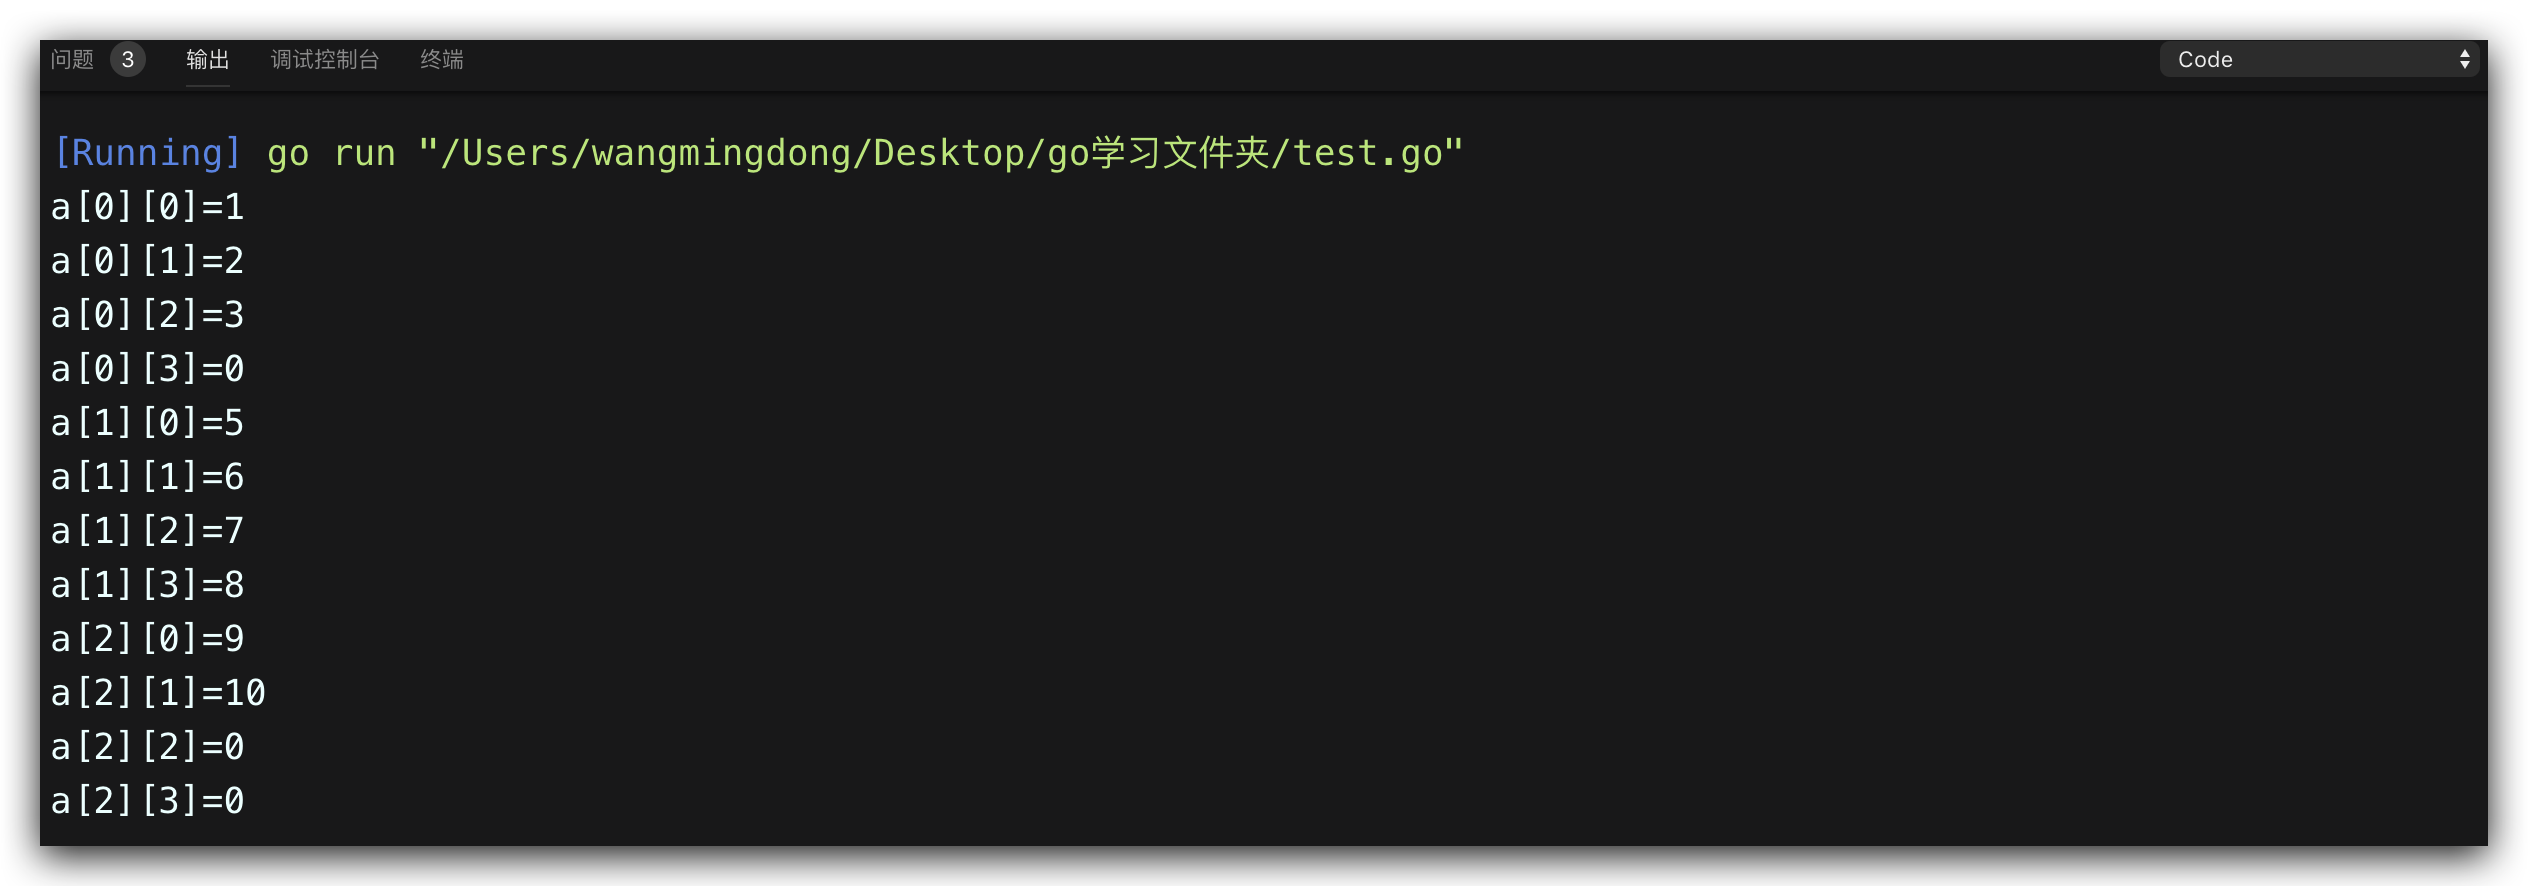 问题 3 输出 调试控制台 终端 Code
[Running] go run "/Users/wangmingdong/Desktop/go学习文件夹/test.go"
a[0][0]=1
a[0][1]=2
a[0][2]=3
a[0][3]=0
a[1][0]=5
a[1][1]=6
a[1][2]=7
a[1][3]=8
a[2][0]=9
a[2][1]=10
a[2][2]=0
a[2][3]=0